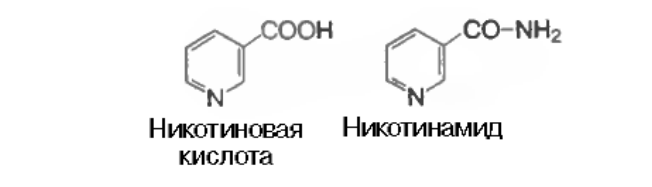 COOH
CO–NH₂
N
N
Никотиновая
кислота
Никотинамид